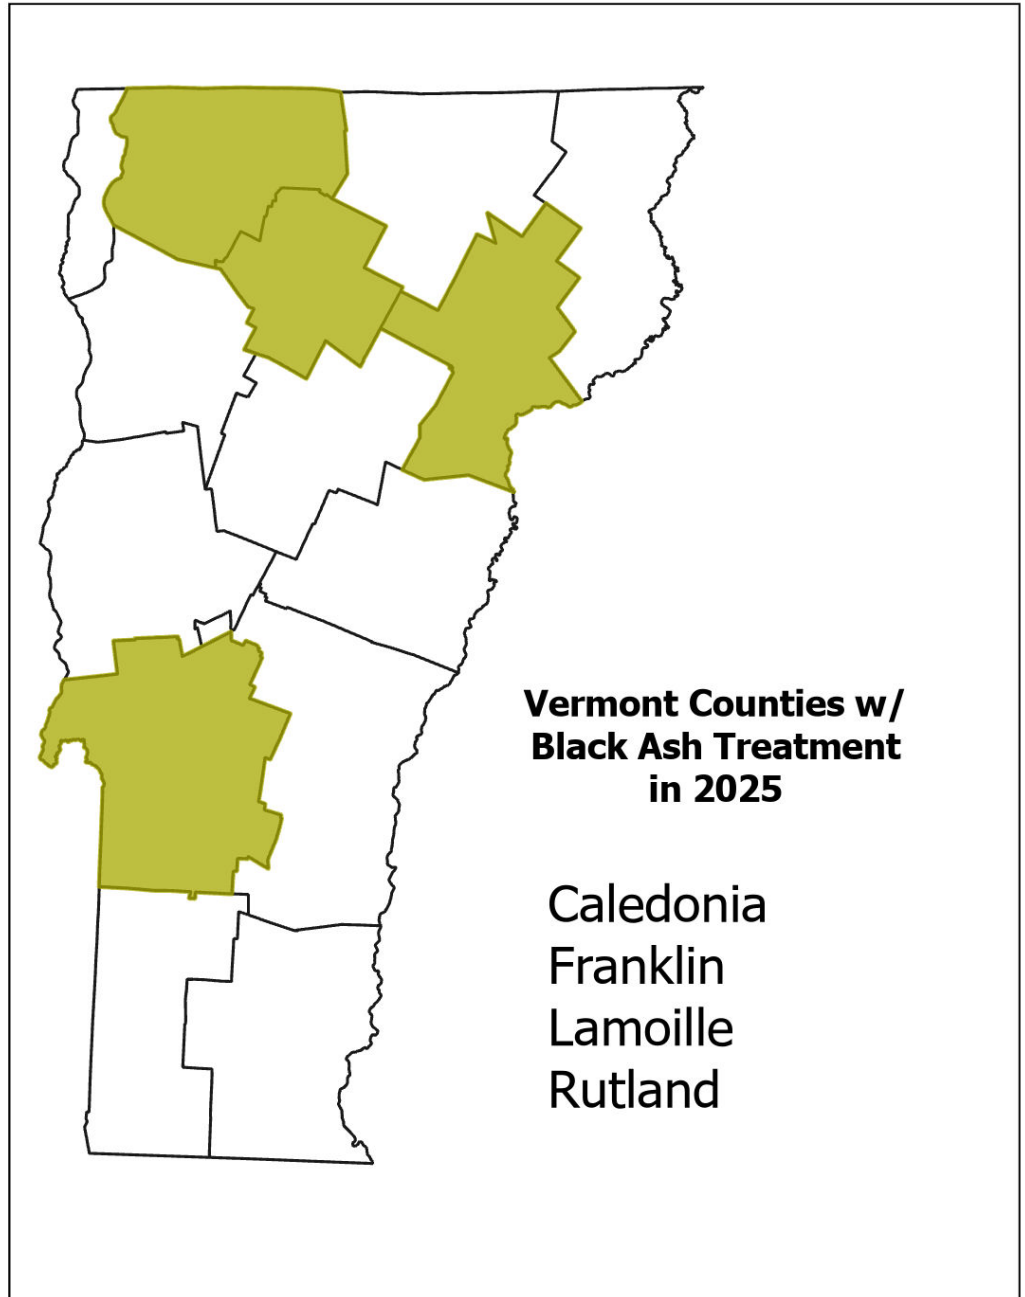 Vermont Counties w/
Black Ash Treatment
in 2025
Caledonia
Franklin
Lamoille
Rutland